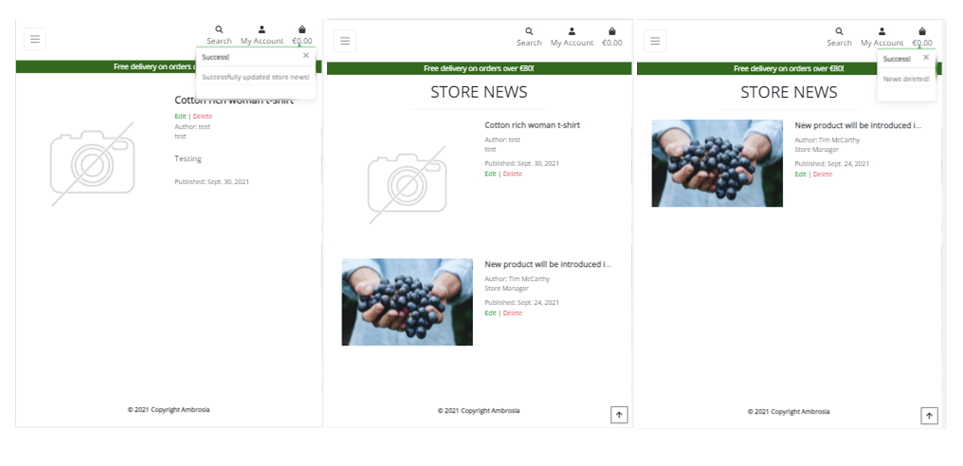 Search My Account €0.00
Success! ×
Successfully updated store news!
Free delivery on orders
Cotton rich woman t-shirt
Edit | Delete
Author: test
test
Testing
Published: Sept. 30, 2021
© 2021 Copyright Ambrosia
Search My Account €0.00
Free delivery on orders over €80!
STORE NEWS
Cotton rich woman t-shirt
Author: test
test
Published: Sept. 30, 2021
Edit | Delete
New product will be introduced i...
Author: Tim McCarthy
Store Manager
Published: Sept. 24, 2021
Edit | Delete
© 2021 Copyright Ambrosia
Search My Account €0.00
Success! ×
News deleted!
Free delivery on orders over €80!
STORE NEWS
New product will be introduced i...
Author: Tim McCarthy
Store Manager
Published: Sept. 24, 2021
Edit | Delete
© 2021 Copyright Ambrosia